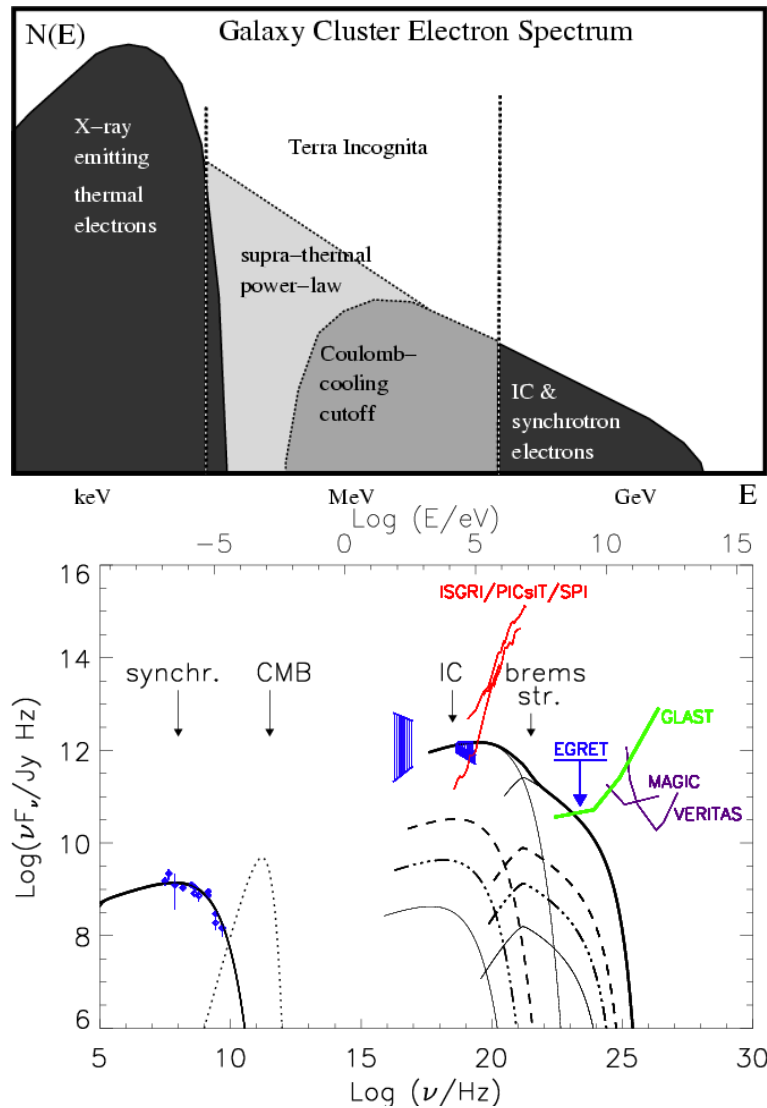 N(E)
Galaxy Cluster Electron Spectrum
X−ray
emitting
thermal
electrons
Terra Incognita
supra−thermal
power−law
Coulomb−
cooling
cutoff
IC &
synchrotron
electrons
keV
MeV
GeV
E
Log (E/eV)
−5
0
5
10
15
16
14
12
10
8
6
Log(νFν/Jy Hz)
ISGRI/PICsIT/SPI
synchr.
CMB
IC
brems
str.
GLAST
EGRET
MAGIC
VERITAS
5
10
15
20
25
30
Log (ν/Hz)